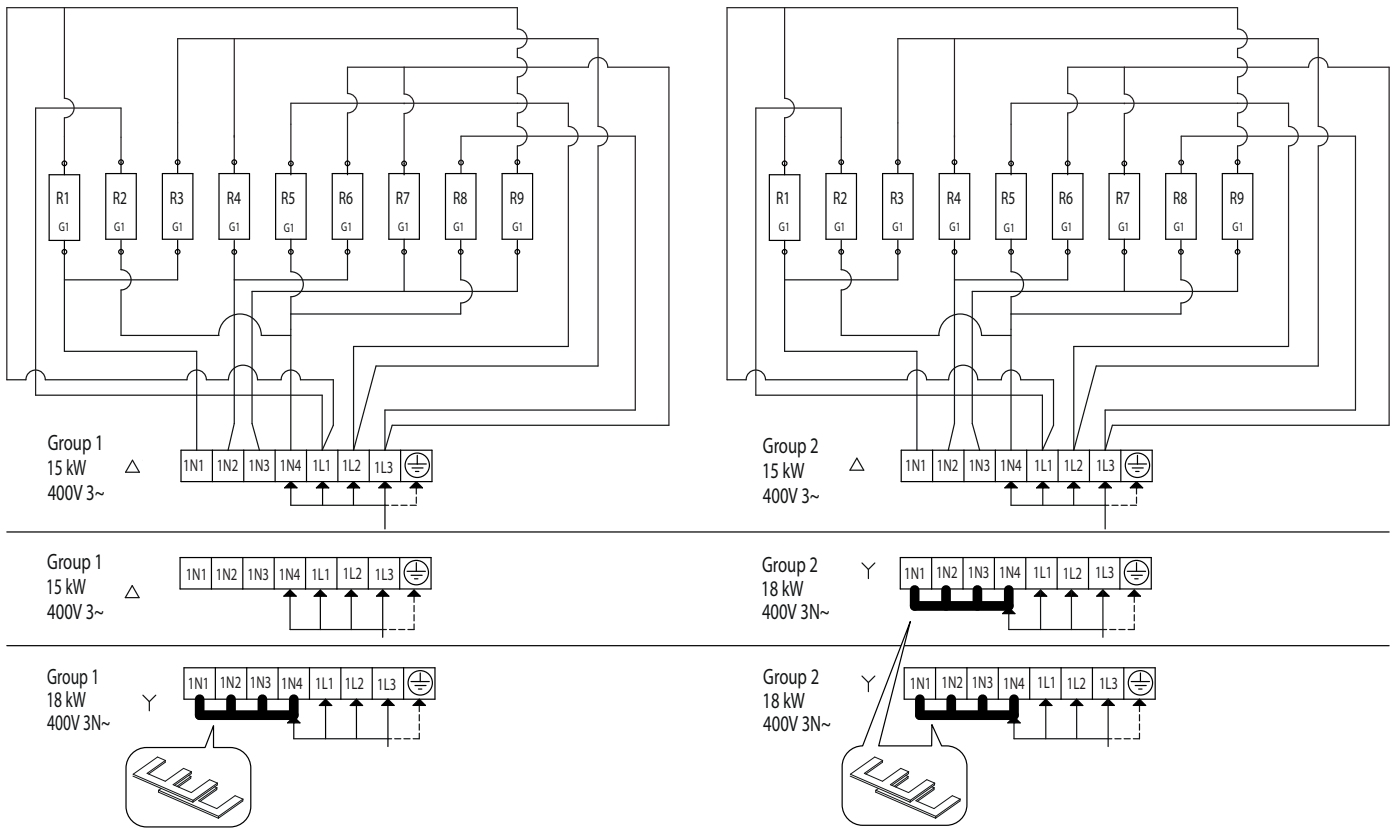 R1 R2 R3 R4 R5 R6 R7 R8 R9
G1 G1 G1 G1 G1 G1 G1 G1 G1
Group 1
15 kW
400V 3~
1N1 1N2 1N3 1N4 1L1 1L2 1L3
R1 R2 R3 R4 R5 R6 R7 R8 R9
G1 G1 G1 G1 G1 G1 G1 G1 G1
Group 2
15 kW
400V 3~
1N1 1N2 1N3 1N4 1L1 1L2 1L3
Group 1
15 kW
400V 3~
1N1 1N2 1N3 1N4 1L1 1L2 1L3
Group 2
18 kW
400V 3N~
1N1 1N2 1N3 1N4 1L1 1L2 1L3
Group 1
18 kW
400V 3N~
1N1 1N2 1N3 1N4 1L1 1L2 1L3
Group 2
18 kW
400V 3N~
1N1 1N2 1N3 1N4 1L1 1L2 1L3